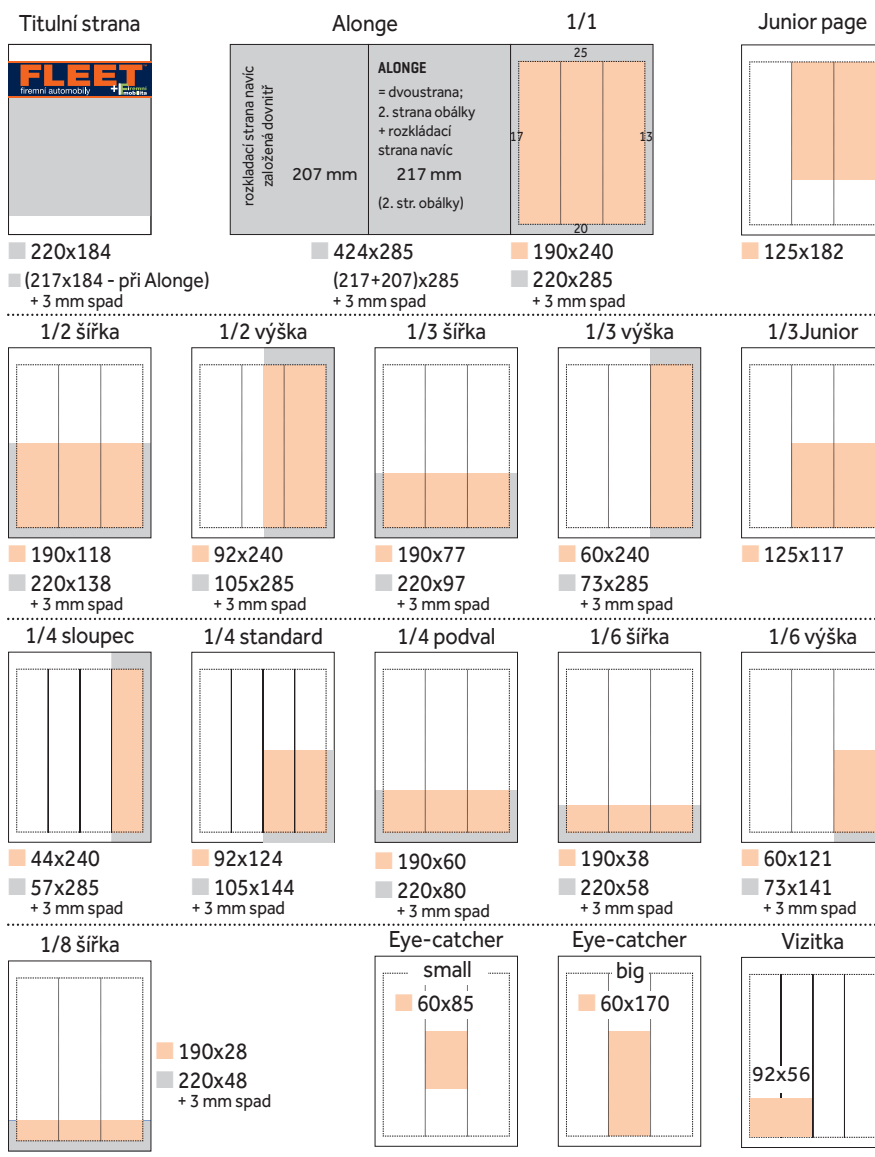 Titulní strana
FLEET
firemní automobily
+ Firemní
mobilita
220x184
(217x184 - při Alonge)
+ 3 mm spad
Alonge
rozkladací strana navíc
založená dovnitř
207 mm
ALONGE
= dvoustrana;
2. strana obálky
+ rozkládací
strana navíc
217 mm
(2. str. obálky)
424x285
(217+207)x285
+ 3 mm spad
1/1
25
17
13
20
190x240
220x285
+ 3 mm spad
Junior page
125x182
1/2 šířka
190x118
220x138
+ 3 mm spad
1/2 výška
92x240
105x285
+ 3 mm spad
1/3 šířka
190x77
220x97
+ 3 mm spad
1/3 výška
60x240
73x285
+ 3 mm spad
1/3Junior
125x117
1/4 sloupec
44x240
57x285
+ 3 mm spad
1/4 standard
92x124
105x144
+ 3 mm spad
1/4 podval
190x60
220x80
+ 3 mm spad
1/6 šířka
190x38
220x58
+ 3 mm spad
1/6 výška
60x121
73x141
+ 3 mm spad
1/8 šířka
190x28
220x48
+ 3 mm spad
Eye-catcher
small
60x85
Eye-catcher
big
60x170
Vizitka
92x56